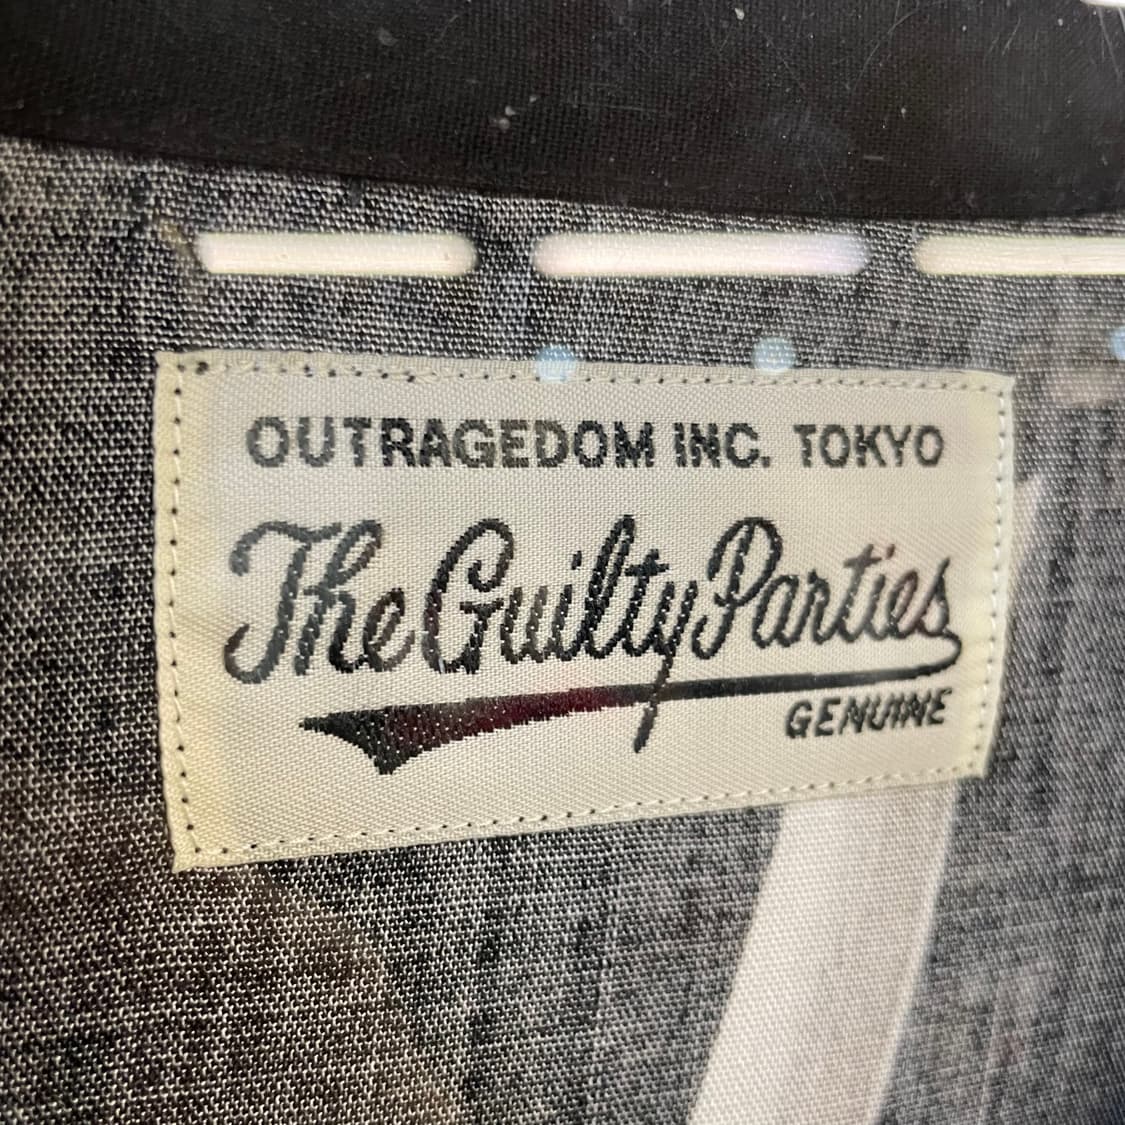 OUTRAGEDOM INC. TOKYO
The Guilty Parties
GENUINE